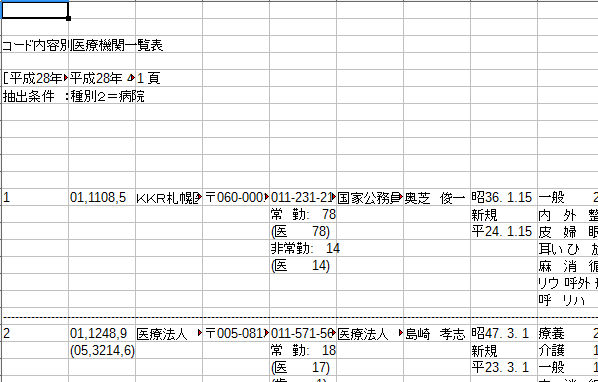 コード内容別医療機関一覧表
[平成28年 平成28年 1 頁
抽出条件 :種別2=病院
1 01,1108,5 KKR札幌 〒060-000 011-231-21 国家公務員 奥芝 俊一 昭36. 1.15 一般 2
常 勤: 78 新規 内 外 整
(医 78) 平24. 1.15 皮 婦 眼
非常勤: 14 耳い ひ 放
(医 14) 麻 消 循
リウ 呼外
呼 リハ
2 01,1248,9 医療法人 〒005-081 011-571-56 医療法人 島崎 孝志 昭47. 3. 1 療養 2
(05,3214,6) 常 勤: 18 新規 介護 1
(医 17) 平23. 3. 1 一般 1